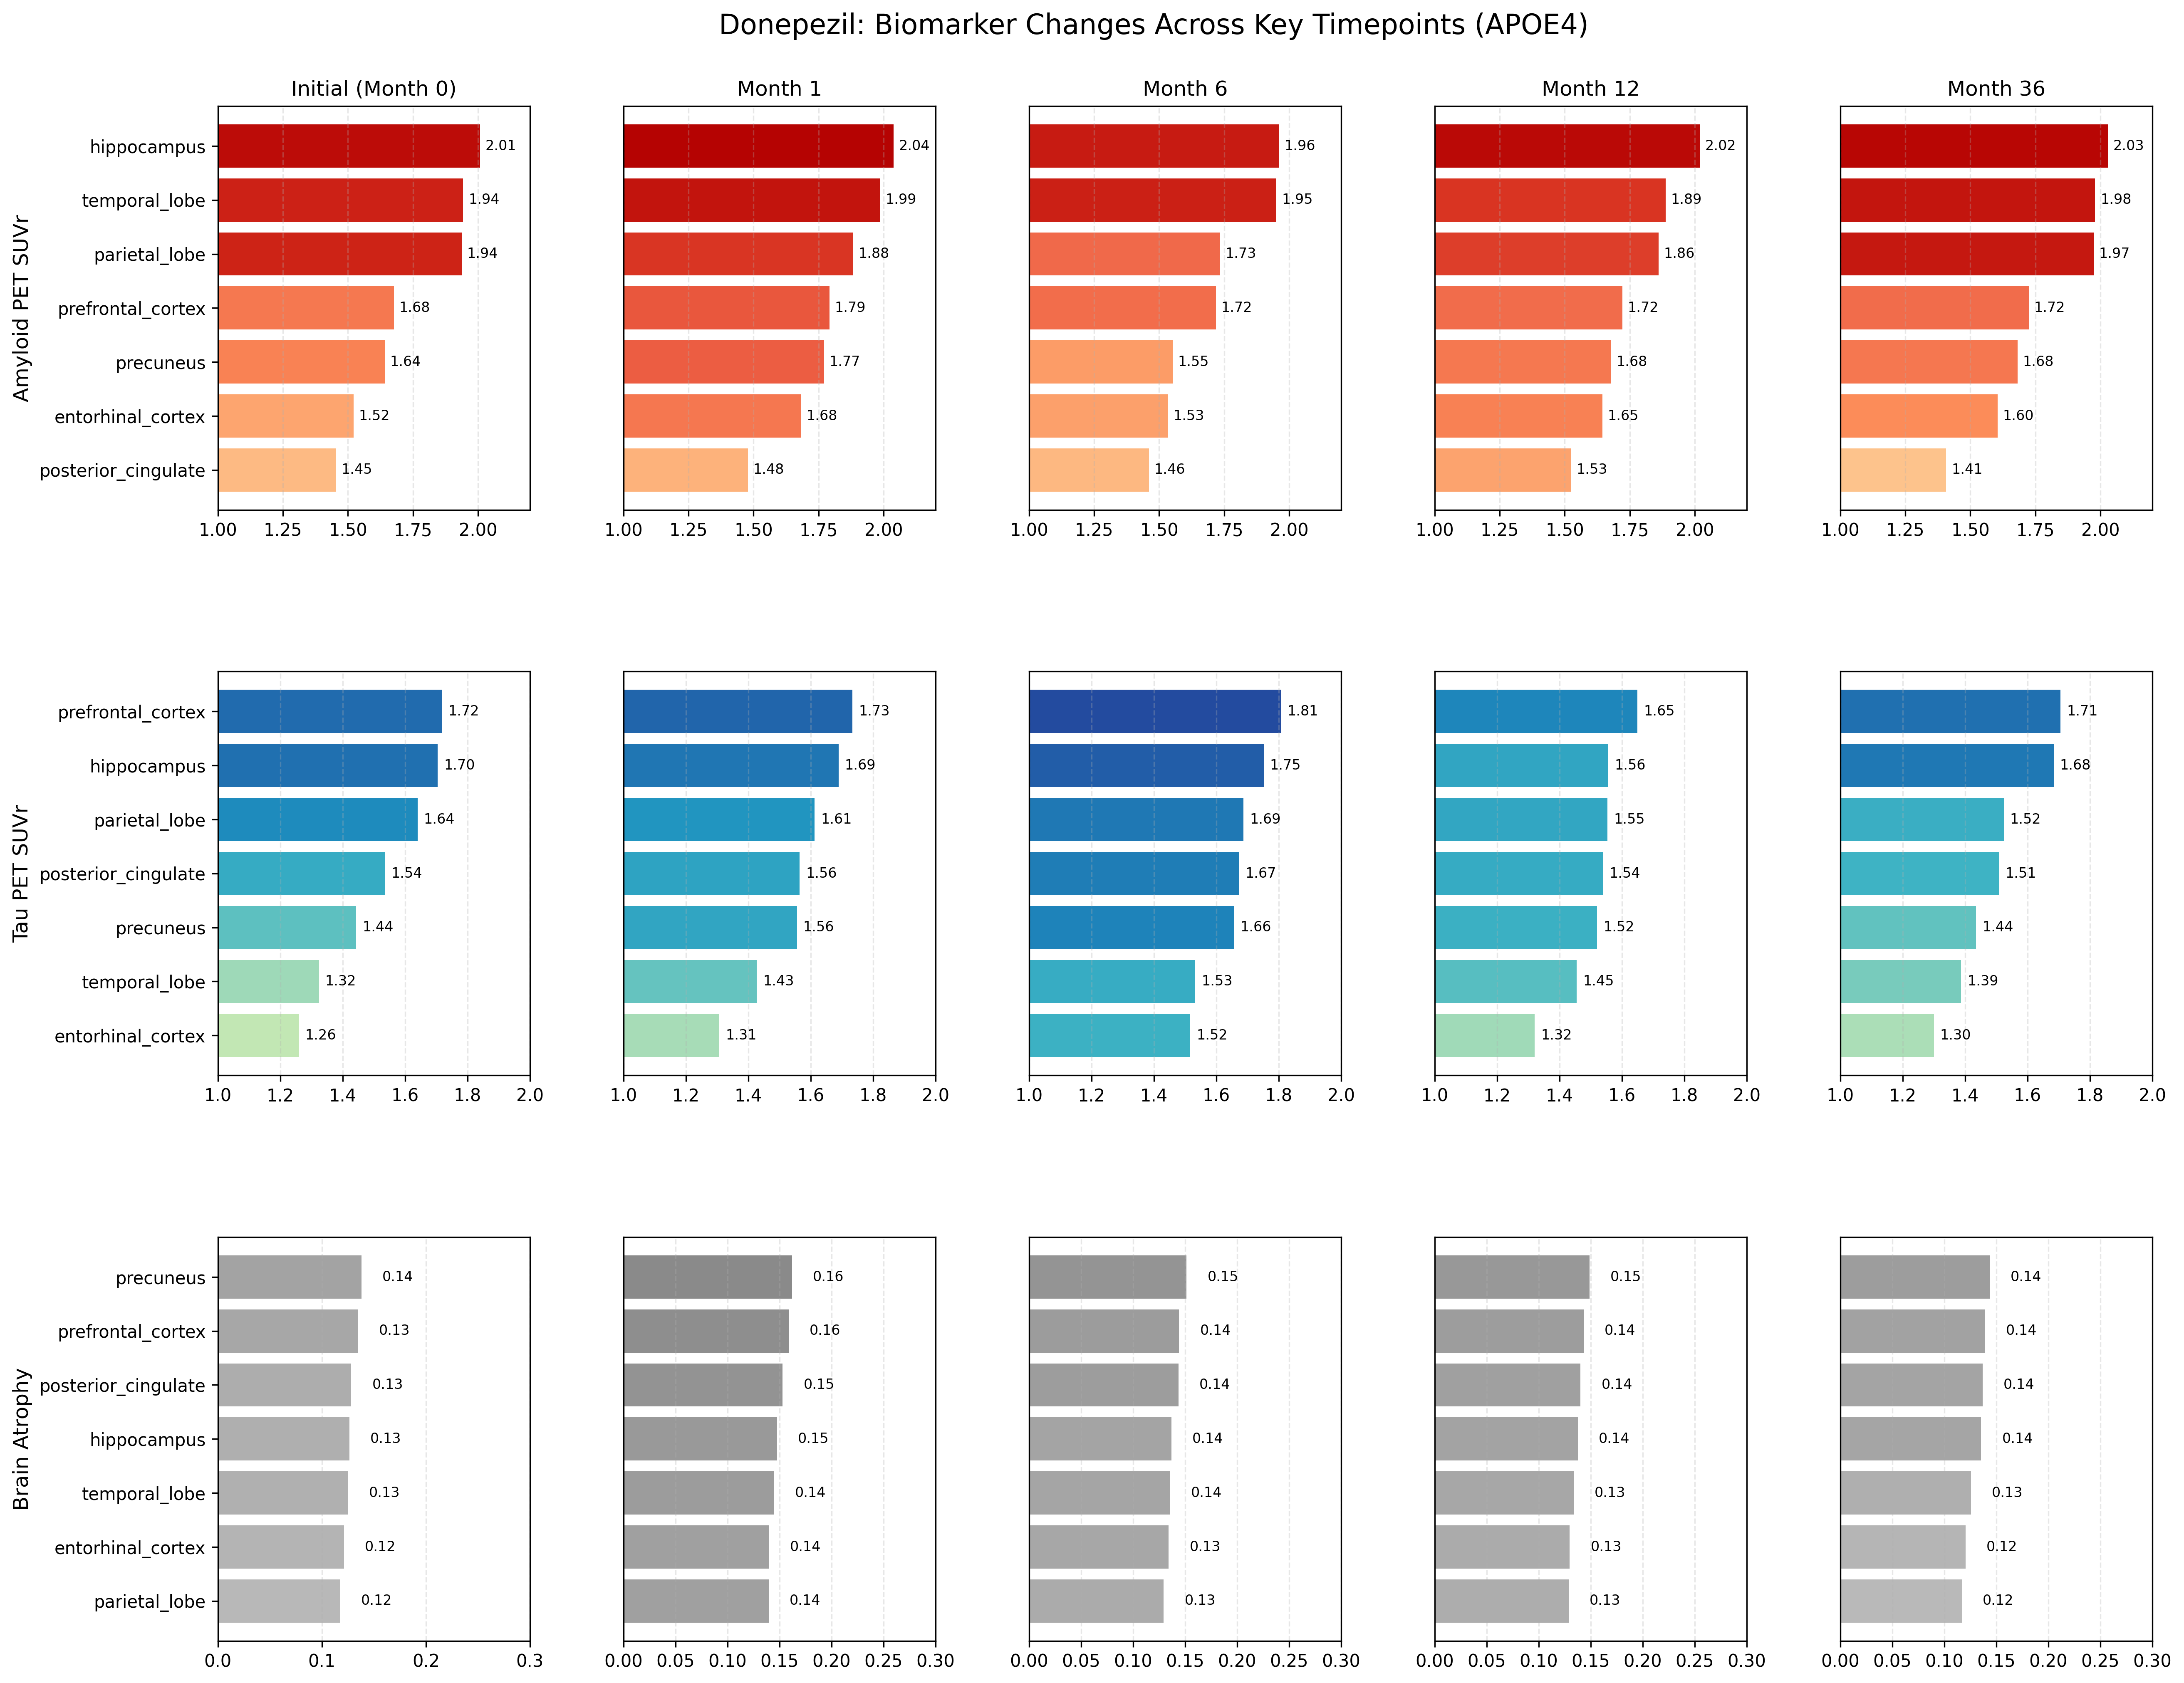 Donepezil: Biomarker Changes Across Key Timepoints (APOE4)
Initial (Month 0) Month 1 Month 6 Month 12 Month 36
Amyloid PET SUVr
hippocampus 2.01 2.04 1.96 2.02 2.03
temporal_lobe 1.94 1.99 1.95 1.89 1.98
parietal_lobe 1.94 1.88 1.73 1.86 1.97
prefrontal_cortex 1.68 1.79 1.72 1.72 1.72
precuneus 1.64 1.77 1.55 1.68 1.68
entorhinal_cortex 1.52 1.68 1.53 1.65 1.60
posterior_cingulate 1.45 1.48 1.46 1.53 1.41
1.00 1.25 1.50 1.75 2.00 1.00 1.25 1.50 1.75 2.00 1.00 1.25 1.50 1.75 2.00 1.00 1.25 1.50 1.75 2.00 1.00 1.25 1.50 1.75 2.00
Tau PET SUVr
prefrontal_cortex 1.72 1.73 1.81 1.65 1.71
hippocampus 1.70 1.69 1.75 1.56 1.68
parietal_lobe 1.64 1.61 1.69 1.55 1.52
posterior_cingulate 1.54 1.56 1.67 1.54 1.51
precuneus 1.44 1.56 1.66 1.52 1.44
temporal_lobe 1.32 1.43 1.53 1.45 1.39
entorhinal_cortex 1.26 1.31 1.52 1.32 1.30
1.0 1.2 1.4 1.6 1.8 2.0 1.0 1.2 1.4 1.6 1.8 2.0 1.0 1.2 1.4 1.6 1.8 2.0 1.0 1.2 1.4 1.6 1.8 2.0 1.0 1.2 1.4 1.6 1.8 2.0
Brain Atrophy
precuneus 0.14 0.16 0.15 0.15 0.14
prefrontal_cortex 0.13 0.16 0.14 0.14 0.14
posterior_cingulate 0.13 0.15 0.14 0.14 0.14
hippocampus 0.13 0.15 0.14 0.14 0.14
temporal_lobe 0.13 0.14 0.14 0.13 0.13
entorhinal_cortex 0.12 0.14 0.13 0.13 0.12
parietal_lobe 0.12 0.14 0.13 0.13 0.12
0.0 0.1 0.2 0.3 0.00 0.05 0.10 0.15 0.20 0.25 0.30 0.00 0.05 0.10 0.15 0.20 0.25 0.30 0.00 0.05 0.10 0.15 0.20 0.25 0.30 0.00 0.05 0.10 0.15 0.20 0.25 0.30